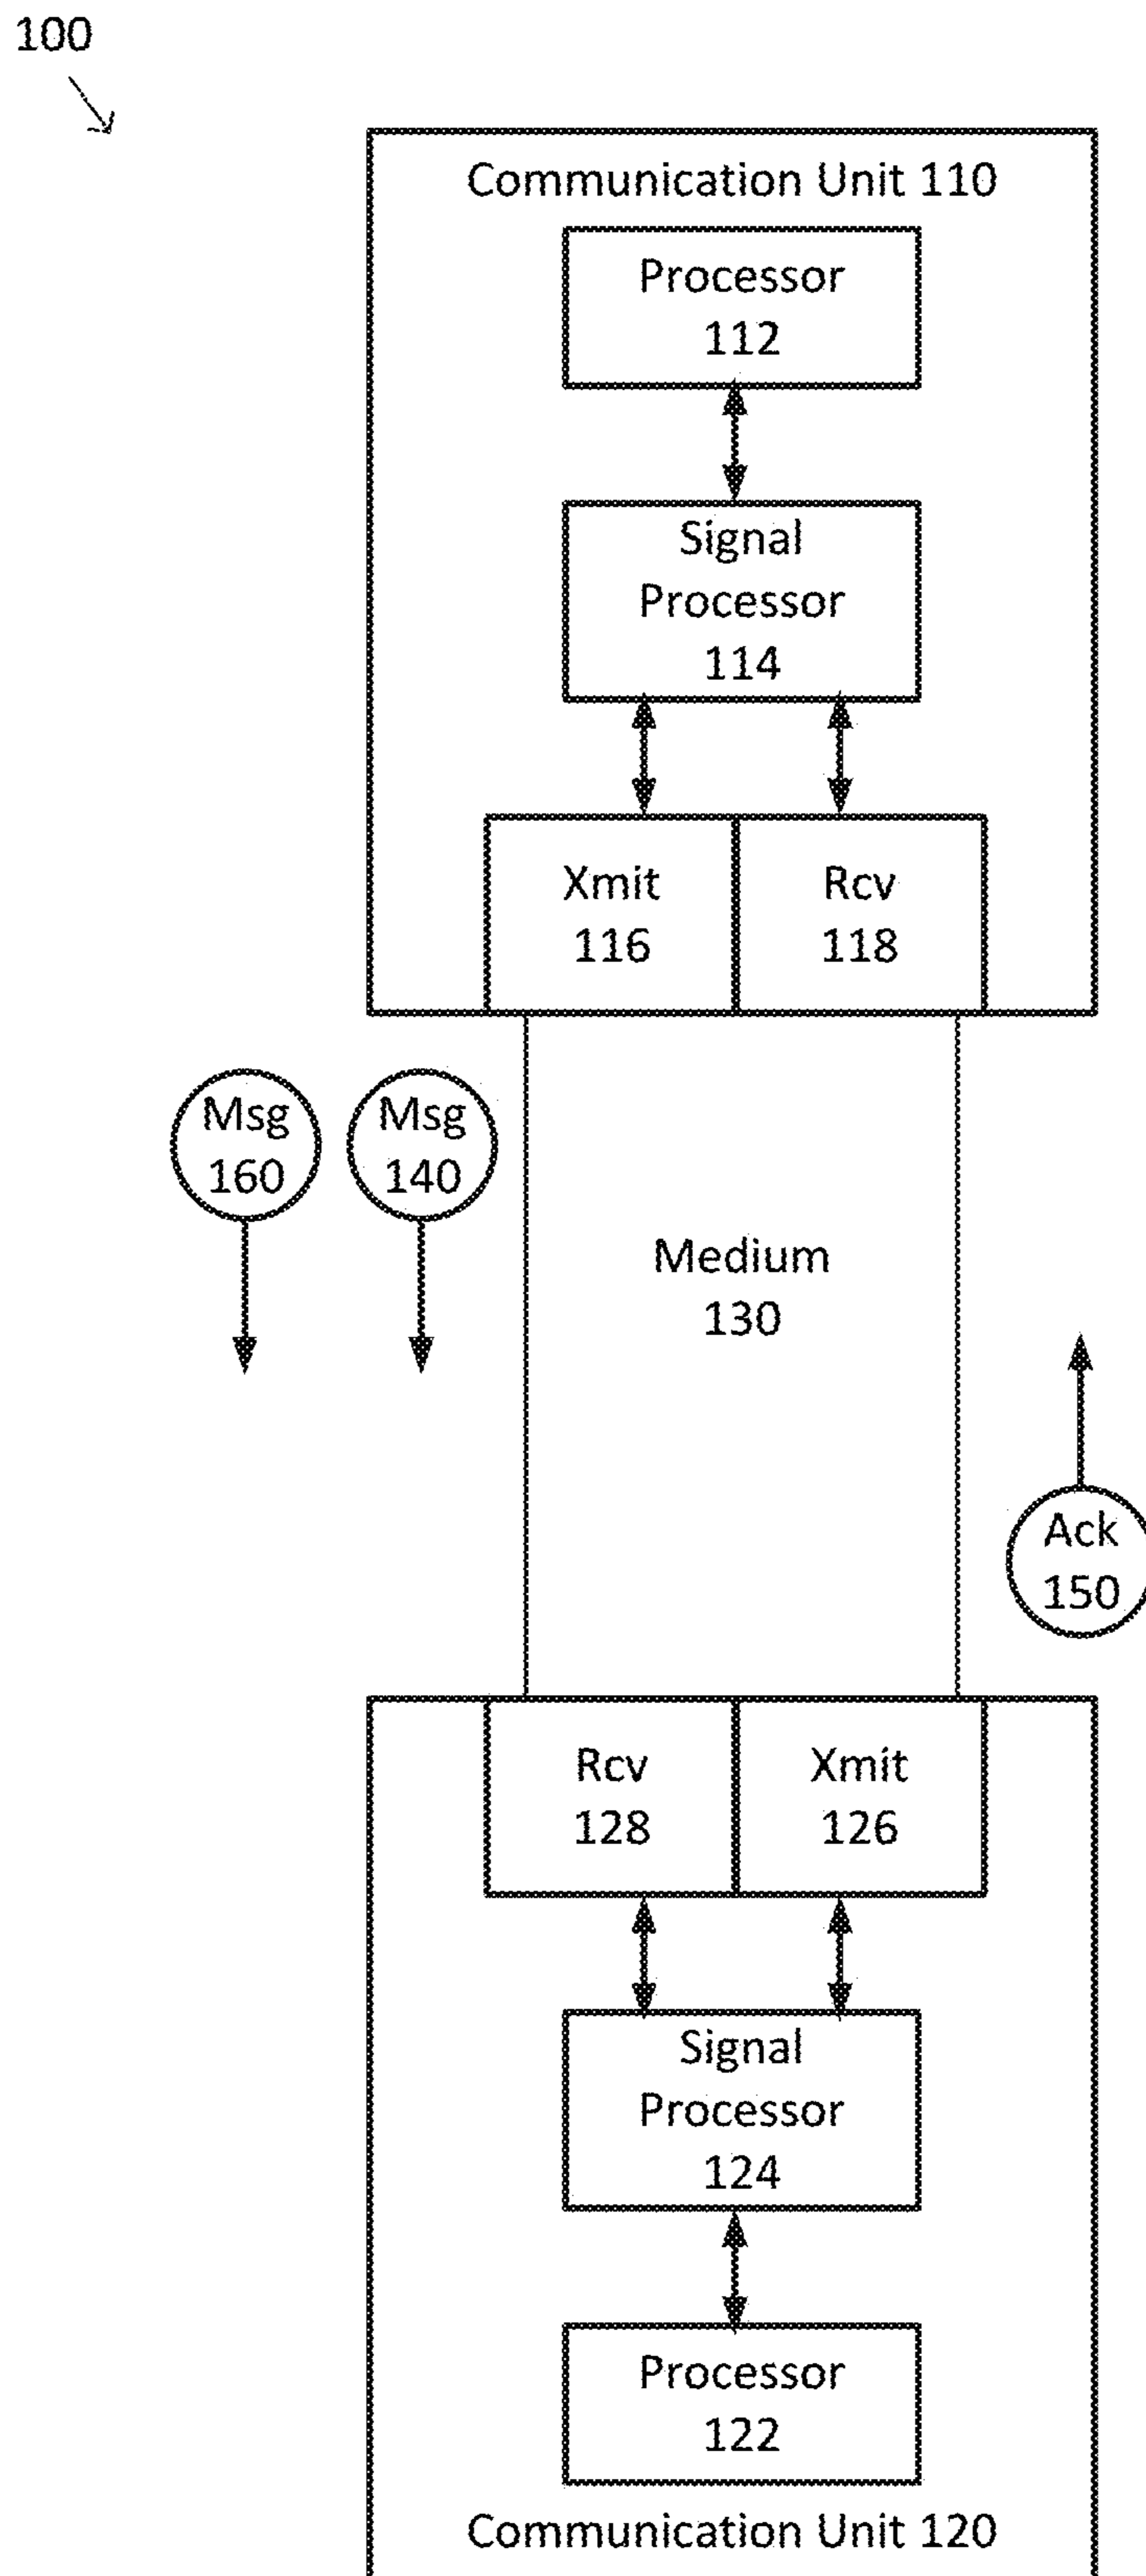 100
Communication Unit 110
Processor
112
Signal
Processor
114
Xmit
116
Rcv
118
Msg
160
Msg
140
Medium
130
Ack
150
Rcv
128
Xmit
126
Signal
Processor
124
Processor
122
Communication Unit 120